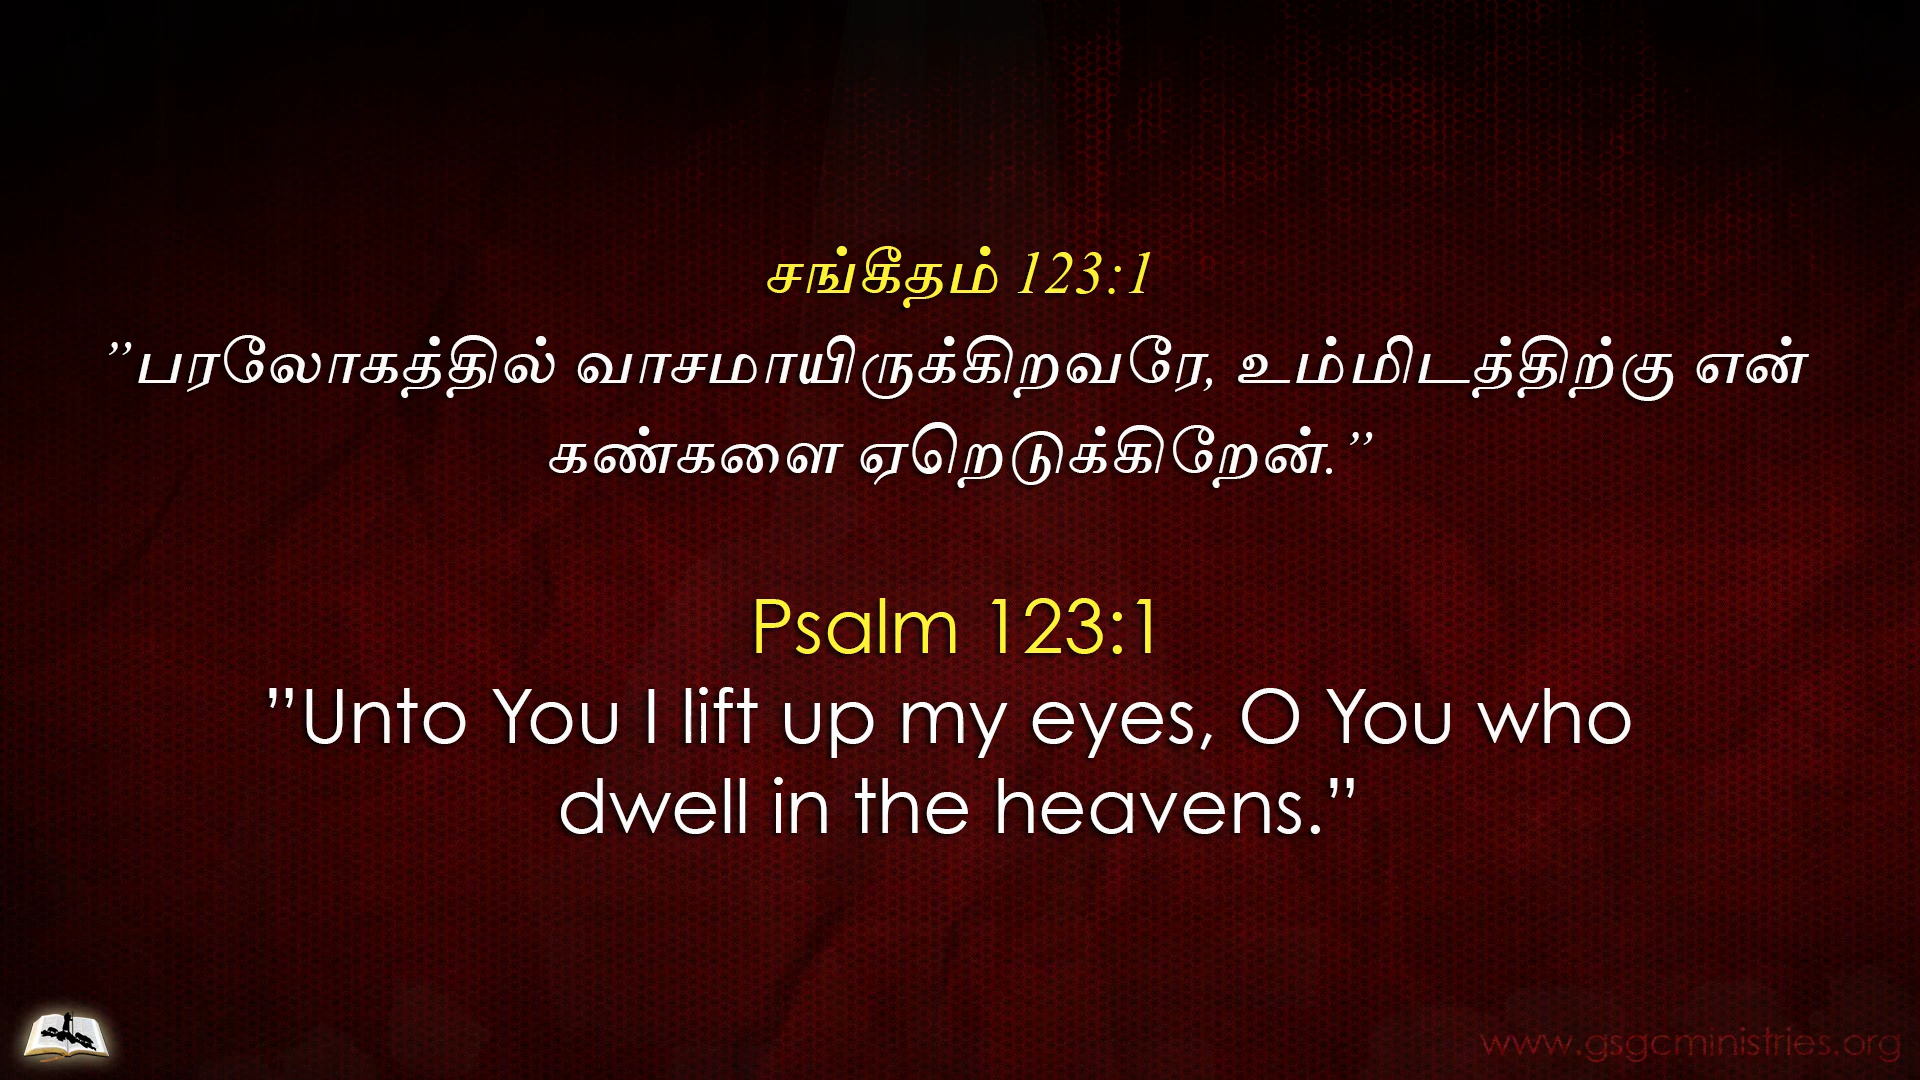 சங்கீதம் 123:1
”பரலோகத்தில் வாசமாயிருக்கிறவரே, உம்மிடத்திற்கு என்
கண்களை ஏறெடுக்கிறேன்.”
Psalm 123:1
”Unto You I lift up my eyes, O You who
dwell in the heavens.”
www.gsgcministries.org